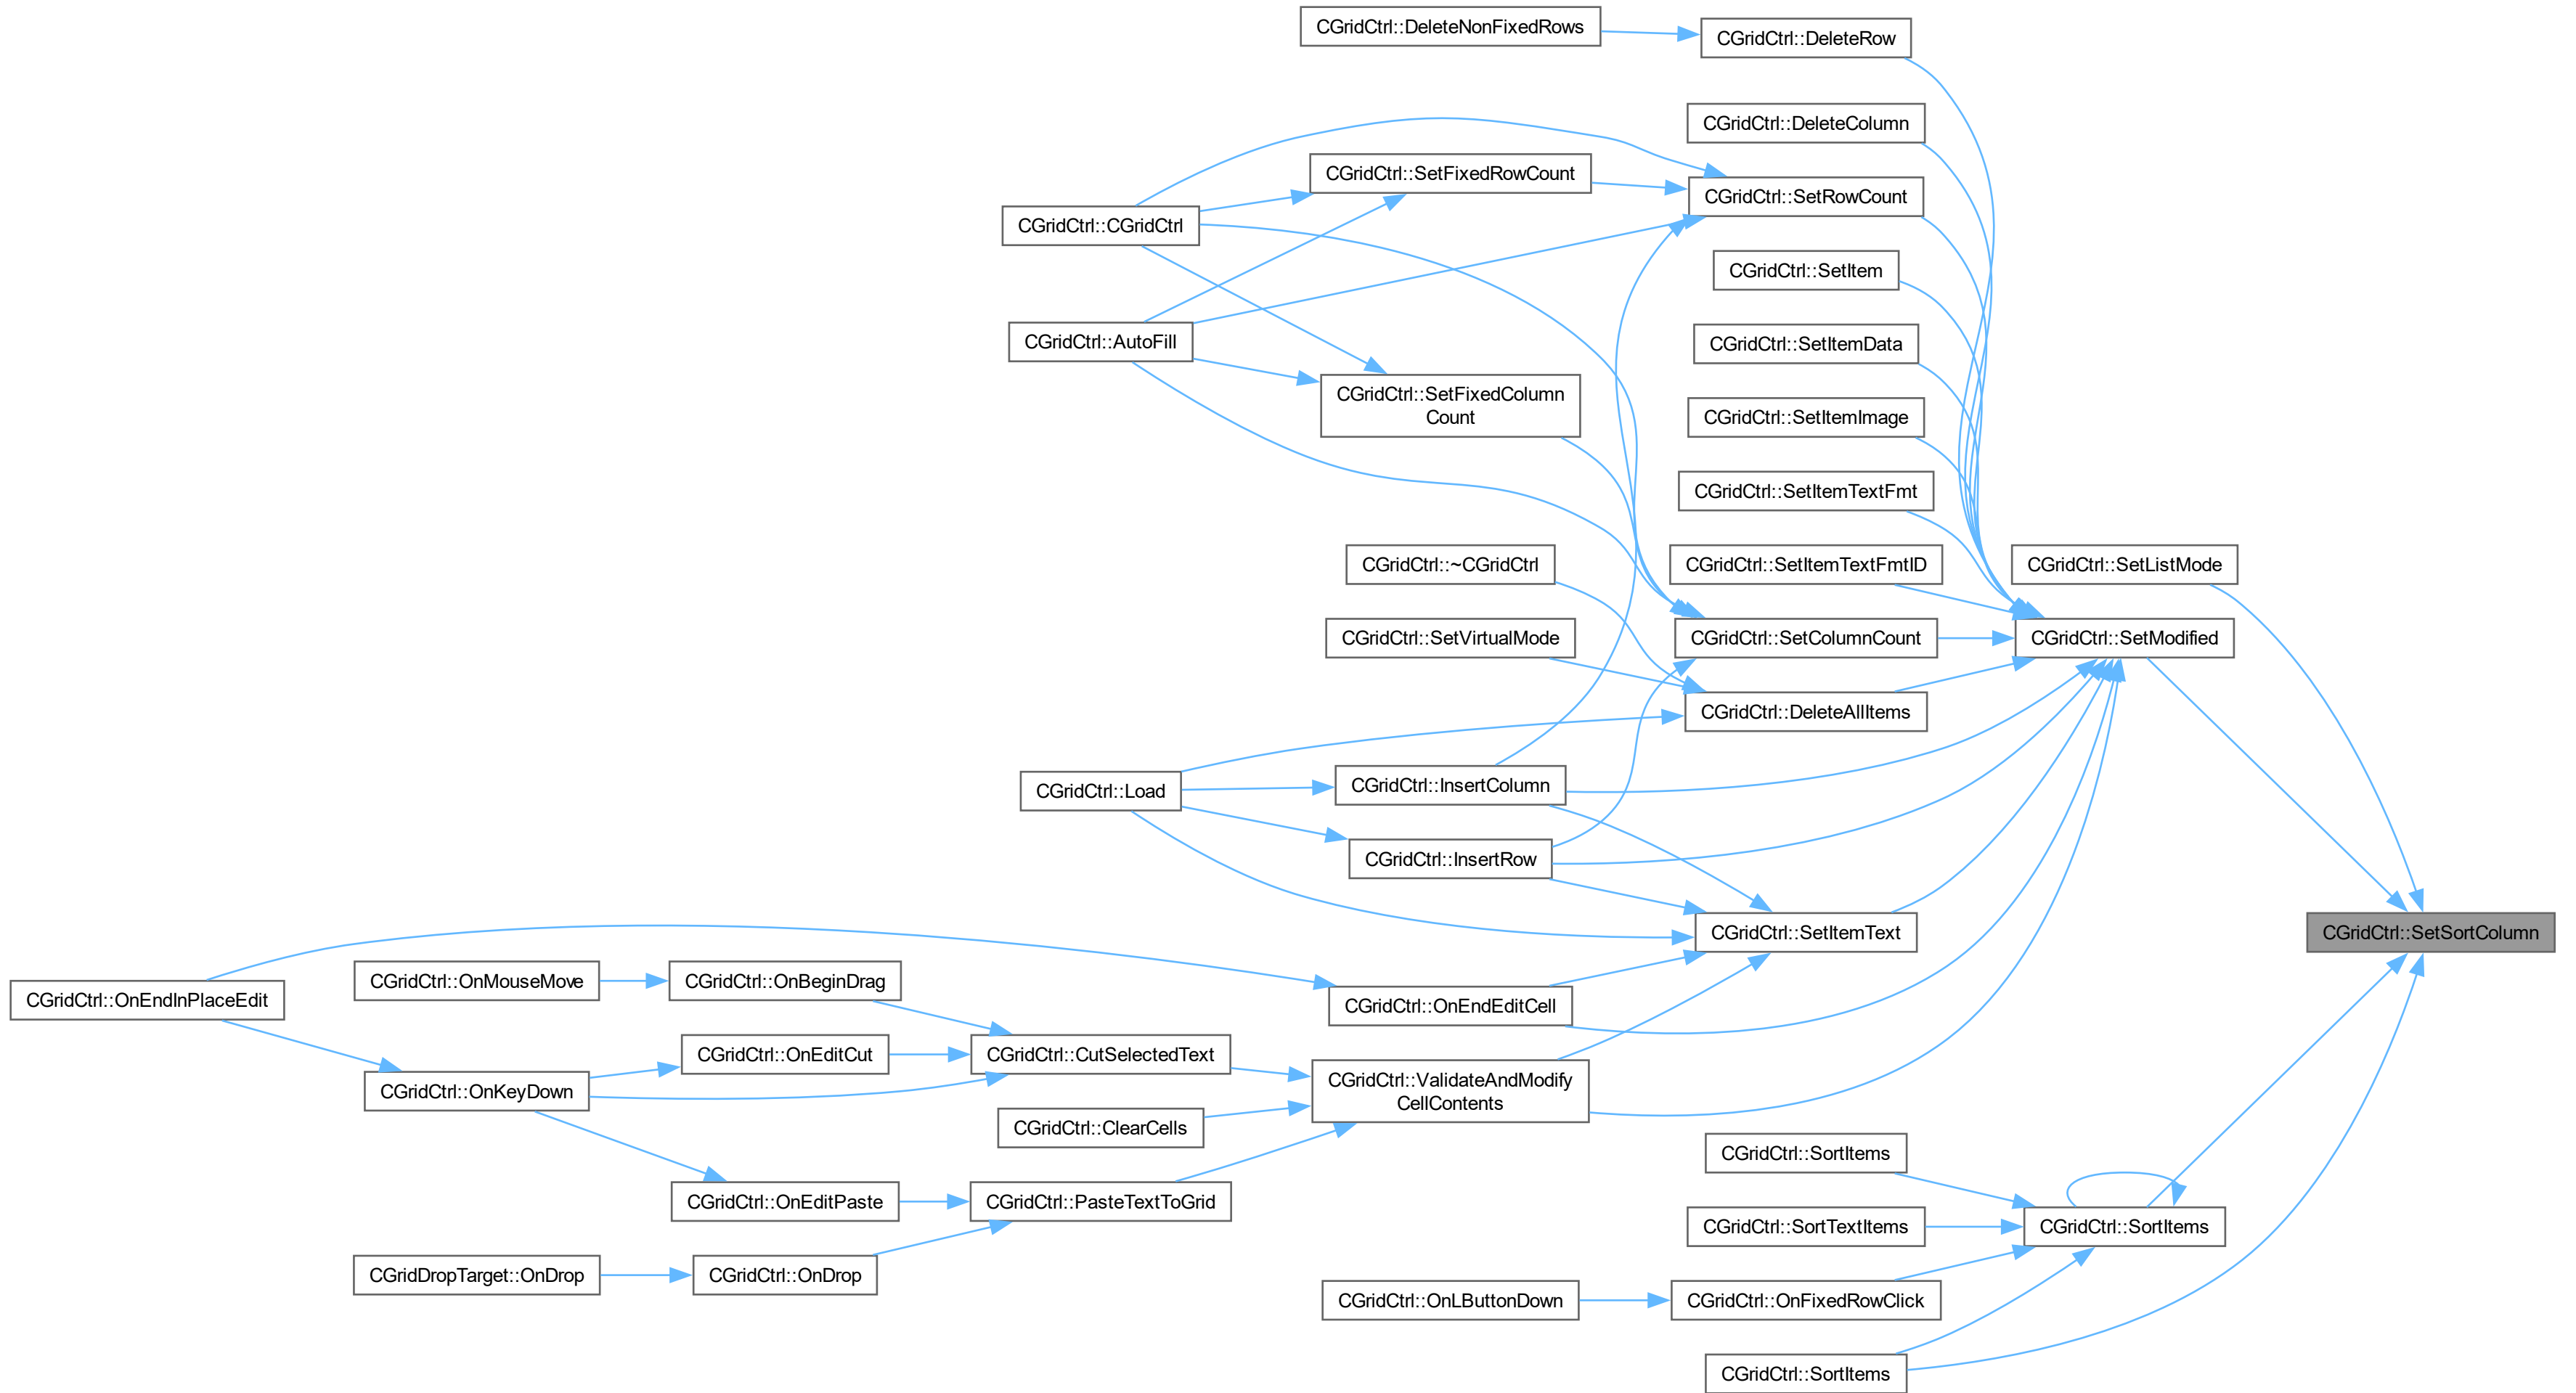 CGridCtrl::DeleteNonFixedRows
CGridCtrl::DeleteRow
CGridCtrl::DeleteColumn
CGridCtrl::SetFixedRowCount
CGridCtrl::SetRowCount
CGridCtrl::CGridCtrl
CGridCtrl::SetItem
CGridCtrl::AutoFill
CGridCtrl::SetItemData
CGridCtrl::SetFixedColumn
Count
CGridCtrl::SetItemImage
CGridCtrl::SetItemTextFmt
CGridCtrl::~CGridCtrl
CGridCtrl::SetItemTextFmtID
CGridCtrl::SetListMode
CGridCtrl::SetVirtualMode
CGridCtrl::SetColumnCount
CGridCtrl::SetModified
CGridCtrl::DeleteAllItems
CGridCtrl::Load
CGridCtrl::InsertColumn
CGridCtrl::InsertRow
CGridCtrl::SetItemText
CGridCtrl::SetSortColumn
CGridCtrl::OnEndInPlaceEdit
CGridCtrl::OnMouseMove
CGridCtrl::OnBeginDrag
CGridCtrl::OnEndEditCell
CGridCtrl::OnEditCut
CGridCtrl::CutSelectedText
CGridCtrl::OnKeyDown
CGridCtrl::ValidateAndModify
CellContents
CGridCtrl::ClearCells
CGridCtrl::SortItems
CGridCtrl::OnEditPaste
CGridCtrl::PasteTextToGrid
CGridCtrl::SortTextItems
CGridCtrl::SortItems
CGridDropTarget::OnDrop
CGridCtrl::OnDrop
CGridCtrl::OnLButtonDown
CGridCtrl::OnFixedRowClick
CGridCtrl::SortItems